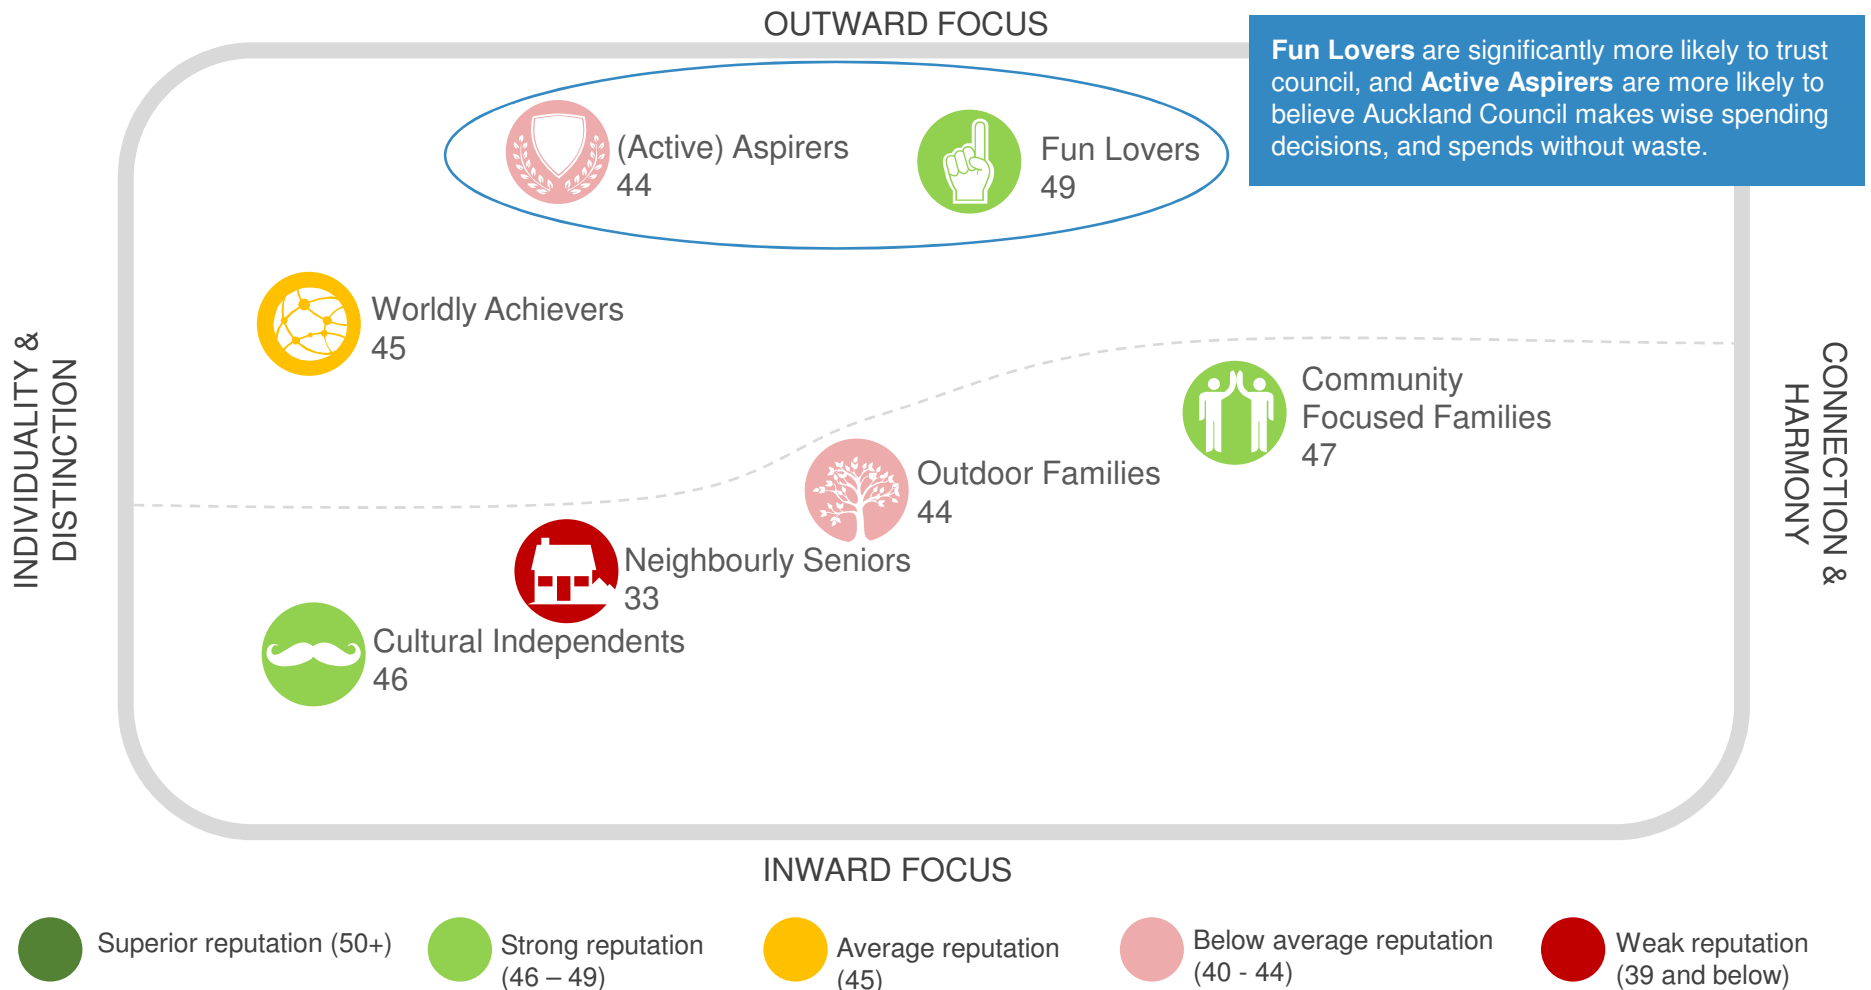 OUTWARD FOCUS
Fun Lovers are significantly more likely to trust
council, and Active Aspirers are more likely to
believe Auckland Council makes wise spending
decisions, and spends without waste.
(Active) Aspirers
44
Fun Lovers
49
Worldly Achievers
45
INDIVIDUALITY &
DISTINCTION
CONNECTION &
HARMONY
Community
Focused Families
47
Outdoor Families
44
Neighbourly Seniors
33
Cultural Independents
46
INWARD FOCUS
Superior reputation (50+)
Strong reputation
(46 – 49)
Average reputation
(45)
Below average reputation
(40 - 44)
Weak reputation
(39 and below)